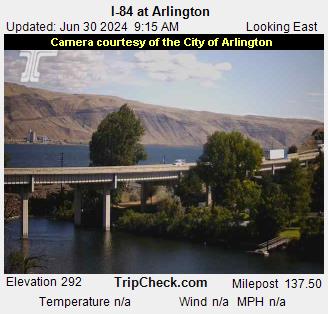 I-84 at Arlington
Updated: Jun 30 2024 9:15 AM Looking East
Camera courtesy of the City of Arlington
Elevation 292 TripCheck.com Milepost 137.50
Temperature n/a Wind n/a MPH n/a